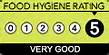 FOOD HYGIENE RATING
0 1 2 3 4 5
VERY GOOD